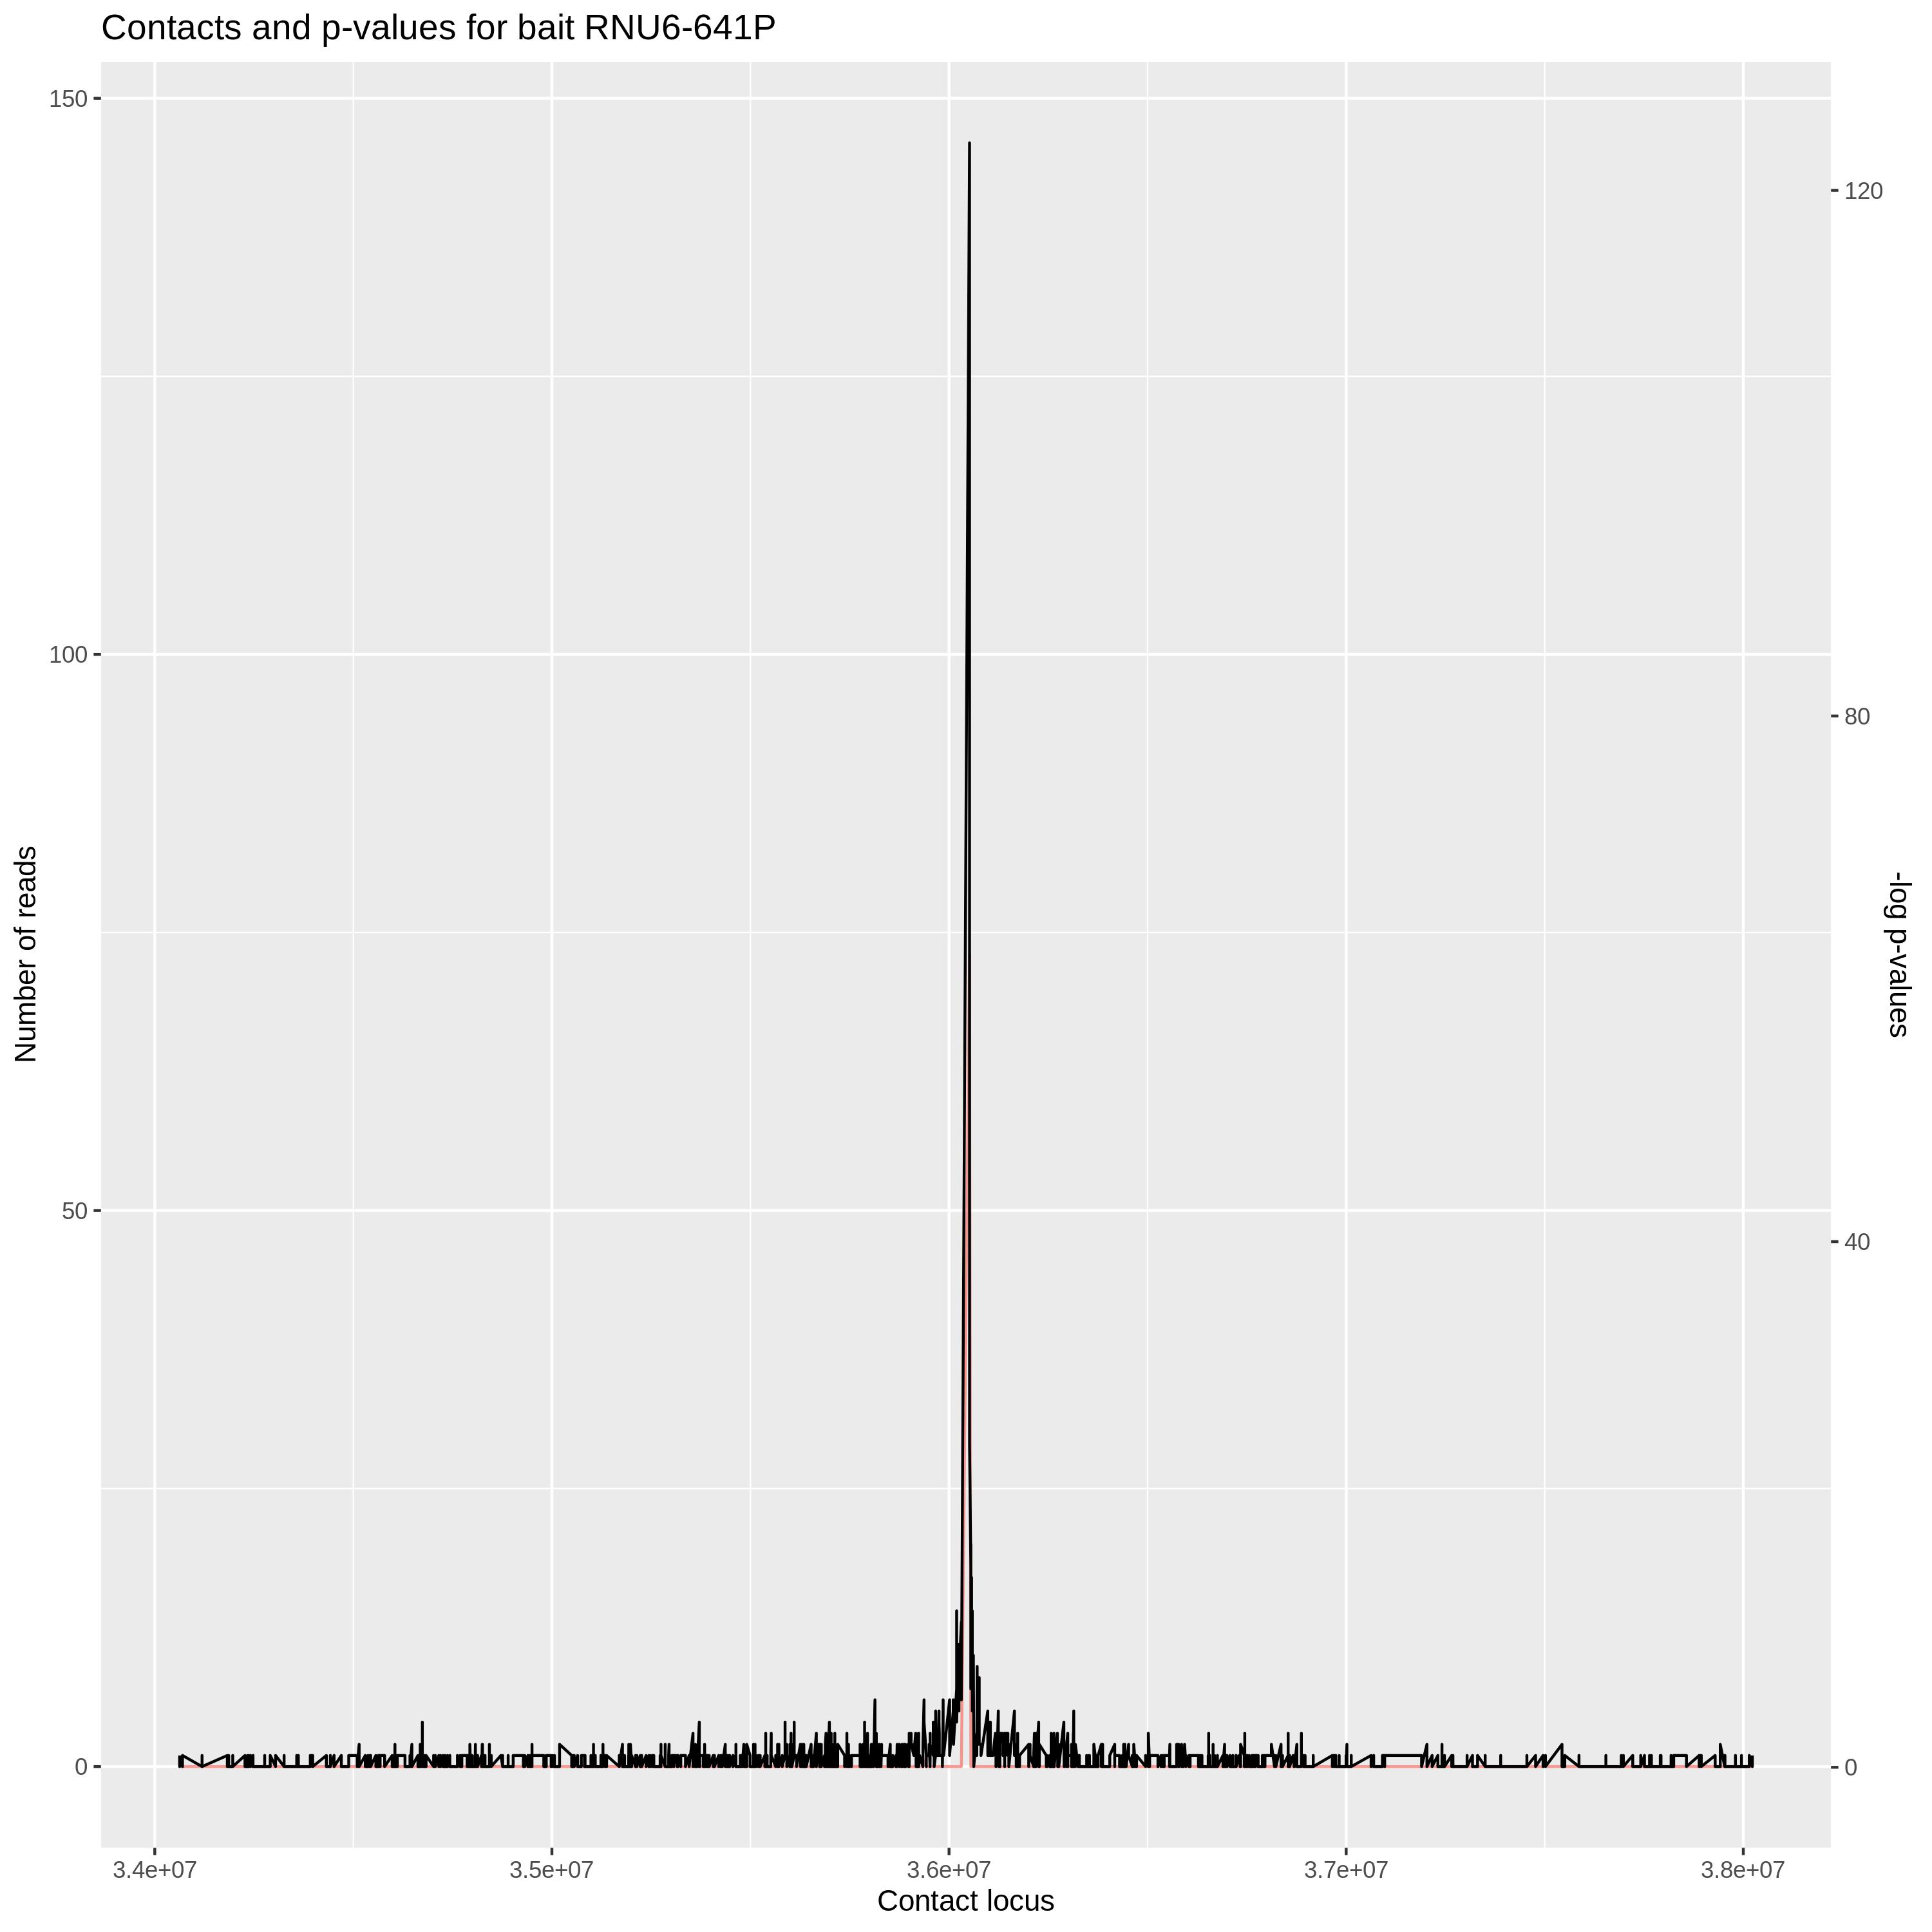 Contacts and p-values for bait RNU6-641P
150
100
50
0
Number of reads
120
80
40
0
-log p-values
3.4e+07
3.5e+07
3.6e+07
3.7e+07
3.8e+07
Contact locus